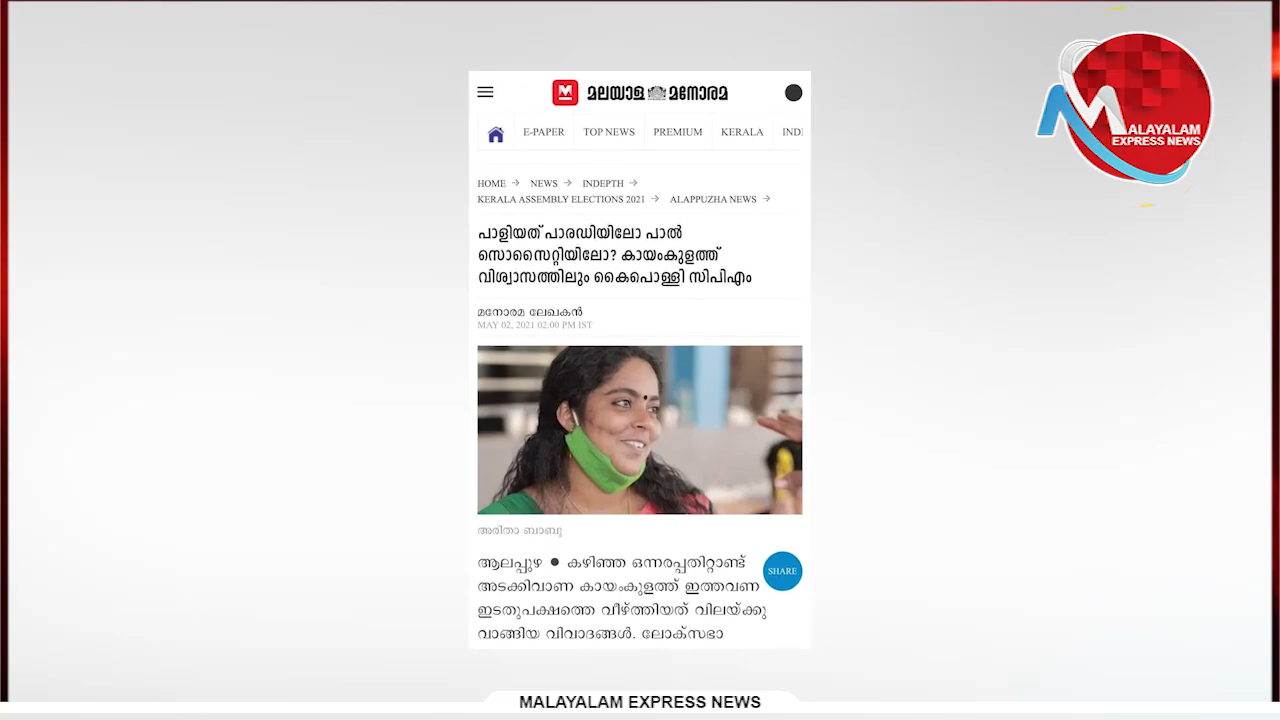 മലയാള മനോരമ
E-PAPER TOP NEWS PREMIUM KERALA INDI
HOME → NEWS → INDEPTH →
KERALA ASSEMBLY ELECTIONS 2021 → ALAPPUZHA NEWS →
പാളിയത് പാരഡിയിലോ പാൽ
സൊസൈറ്റിയിലോ? കായംകുളത്ത്
വിശ്വാസത്തിലും കൈപൊള്ളി സിപിഎം
മനോരമ ലേഖകൻ
MAY 02, 2021 02:00 PM IST
അരിതാ ബാബു
ആലപ്പുഴ ● കഴിഞ്ഞ ഒന്നരപ്പതിറ്റാണ്ട്
അടക്കിവാണ കായംകുളത്ത് ഇത്തവണ
ഇടതുപക്ഷത്തെ വീഴ്ത്തിയത് വിലയ്ക്കു
വാങ്ങിയ വിവാദങ്ങൾ. ലോക്സഭാ
SHARE
MALAYALAM
EXPRESS NEWS
MALAYALAM EXPRESS NEWS